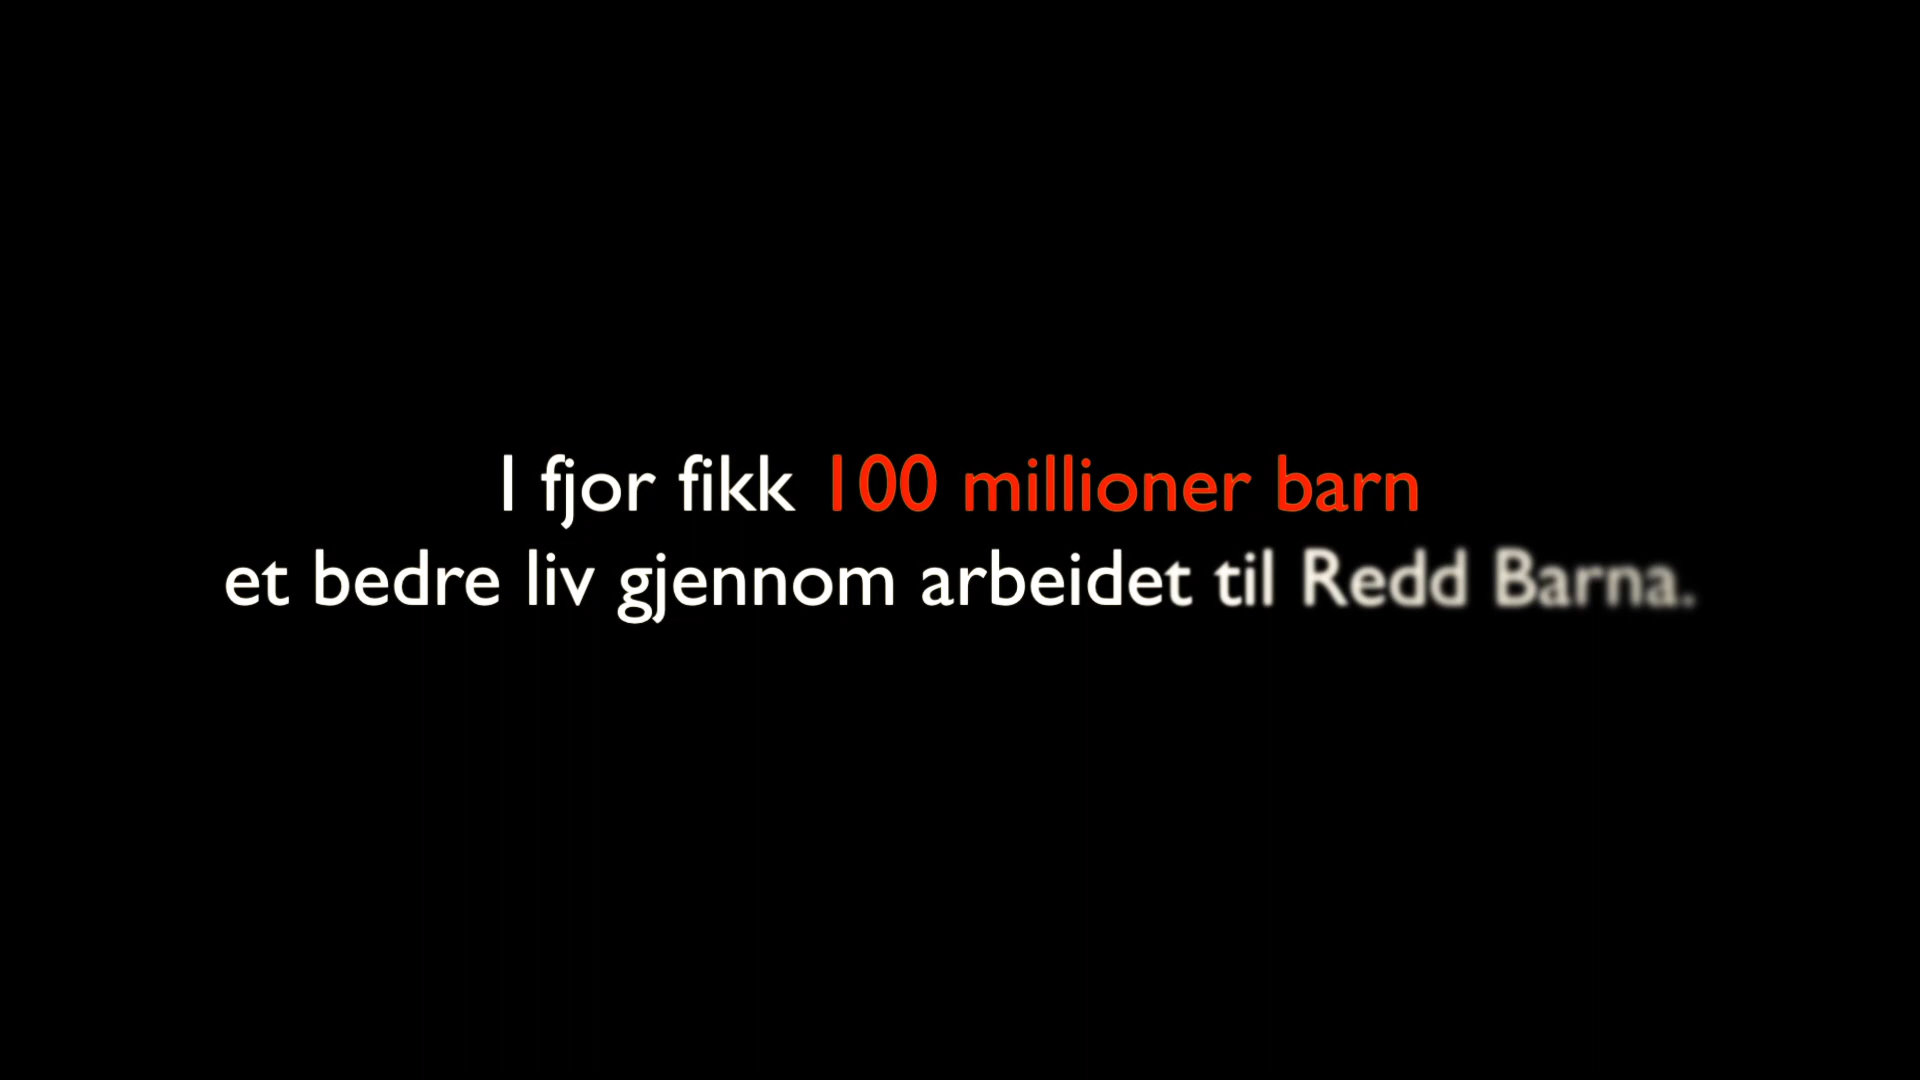 I fjor fikk 100 millioner barn
et bedre liv gjennom arbeidet til Redd Barna.